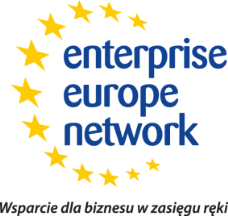 enterprise
europe
network
Wsparcie dla biznesu w zasięgu ręki